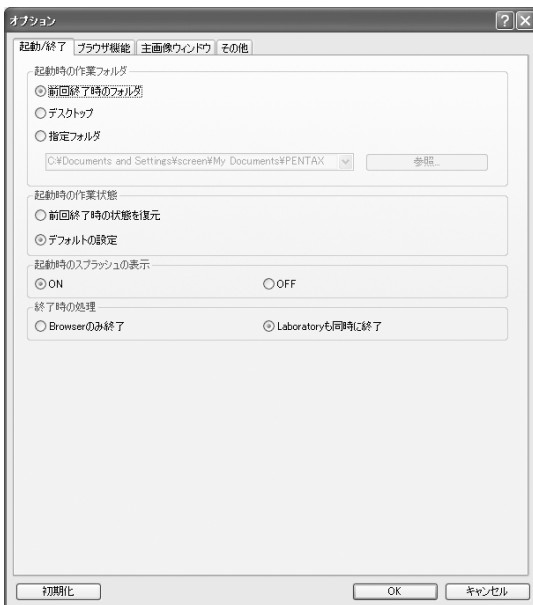 オプション
起動/終了 ブラウザ機能 主画像ウィンドウ その他
起動時の作業フォルダ
前回終了時のフォルダ
デスクトップ
指定フォルダ
C:¥Documents and Settings¥screen¥My Documents¥PENTAX 参照...
起動時の作業状態
前回終了時の状態を復元
デフォルトの設定
起動時のスプラッシュの表示
ON OFF
終了時の処理
Browserのみ終了 Laboratoryも同時に終了
初期化 OK キャンセル